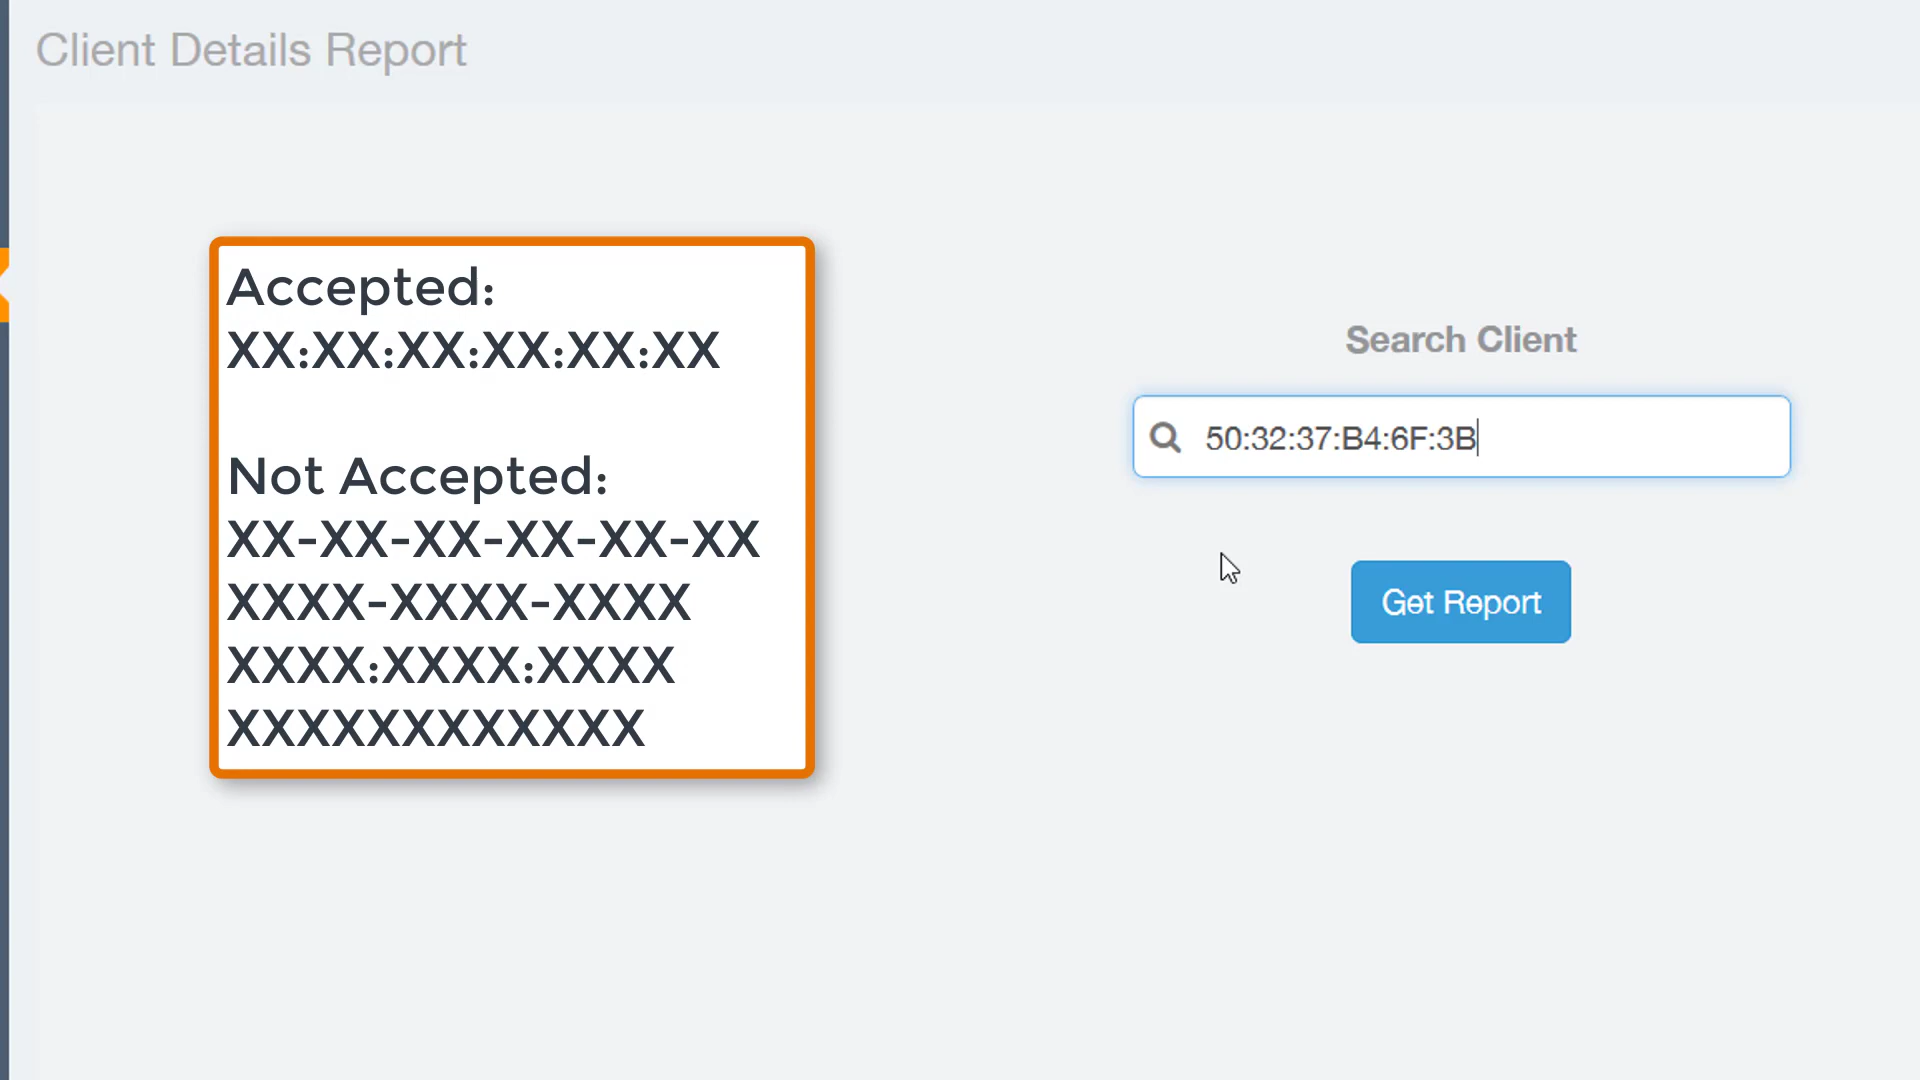 Client Details Report
Accepted:
XX:XX:XX:XX:XX:XX
Not Accepted:
XX-XX-XX-XX-XX-XX
XXXX-XXXX-XXXX
XXXX:XXXX:XXXX
XXXXXXXXXXXX
Search Client
50:32:37:B4:6F:3B
Get Report